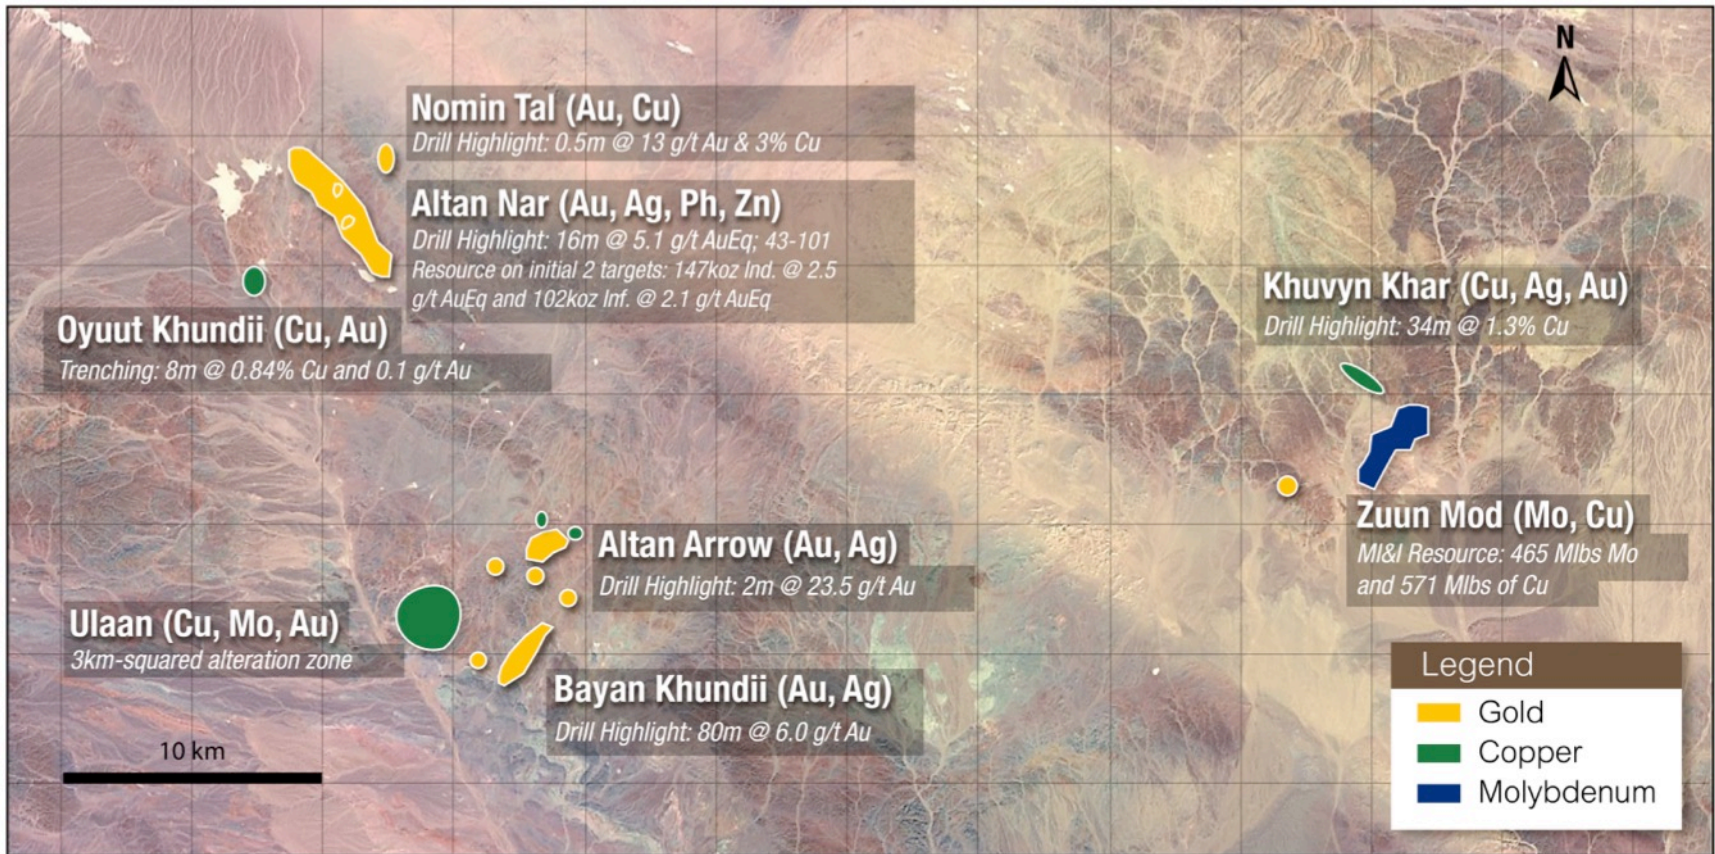 N
Nomin Tal (Au, Cu)
Drill Highlight: 0.5m @ 13 g/t Au & 3% Cu
Altan Nar (Au, Ag, Ph, Zn)
Drill Highlight: 16m @ 5.1 g/t AuEq; 43-101
Resource on initial 2 targets: 147koz Ind. @ 2.5
g/t AuEq and 102koz Inf. @ 2.1 g/t AuEq
Oyuut Khundii (Cu, Au)
Trenching: 8m @ 0.84% Cu and 0.1 g/t Au
Khuvyn Khar (Cu, Ag, Au)
Drill Highlight: 34m @ 1.3% Cu
Zuun Mod (Mo, Cu)
MI&I Resource: 465 Mlbs Mo
and 571 Mlbs of Cu
Altan Arrow (Au, Ag)
Drill Highlight: 2m @ 23.5 g/t Au
Ulaan (Cu, Mo, Au)
3km-squared alteration zone
Bayan Khundii (Au, Ag)
Drill Highlight: 80m @ 6.0 g/t Au
10 km
Legend
Gold
Copper
Molybdenum